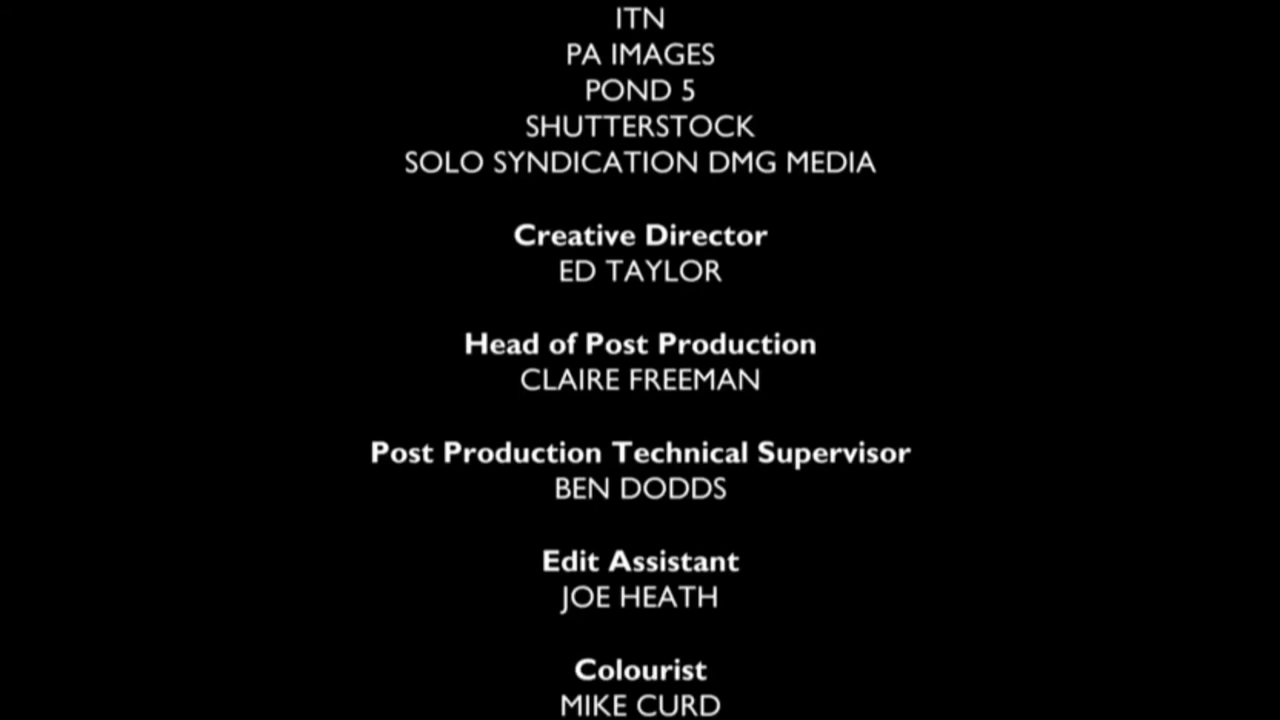 ITN
PA IMAGES
POND 5
SHUTTERSTOCK
SOLO SYNDICATION DMG MEDIA
Creative Director
ED TAYLOR
Head of Post Production
CLAIRE FREEMAN
Post Production Technical Supervisor
BEN DODDS
Edit Assistant
JOE HEATH
Colourist
MIKE CURD